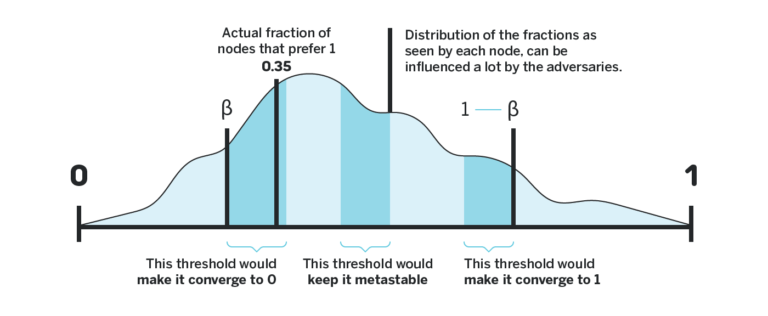 Actual fraction of
nodes that prefer 1
0.35
Distribution of the fractions as
seen by each node, can be
influenced a lot by the adversaries.
β
1 — β
0
1
This threshold would
make it converge to 0
This threshold would
keep it metastable
This threshold would
make it converge to 1